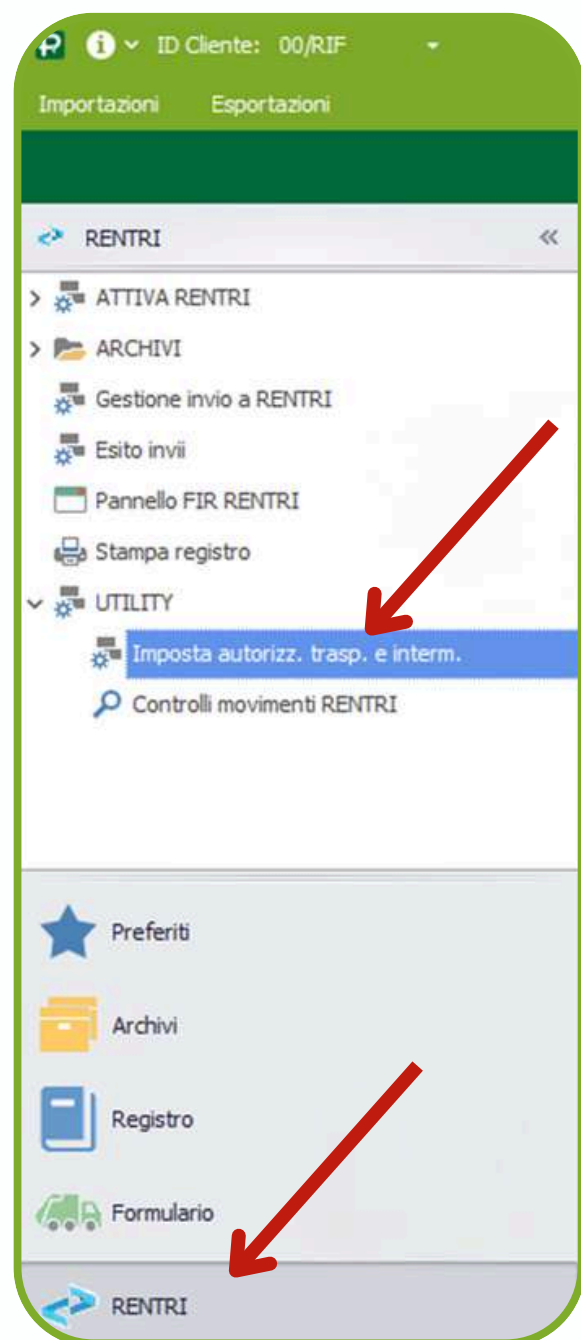 ID Cliente: 00/RIF
Importazioni Esportazioni
RENTRI
ATTIVA RENTRI
ARCHIVI
Gestione invio a RENTRI
Esito invii
Pannello FIR RENTRI
Stampa registro
UTILITY
Imposta autorizz. trasp. e interm.
Controlli movimenti RENTRI
Preferiti
Archivi
Registro
Formulario
RENTRI